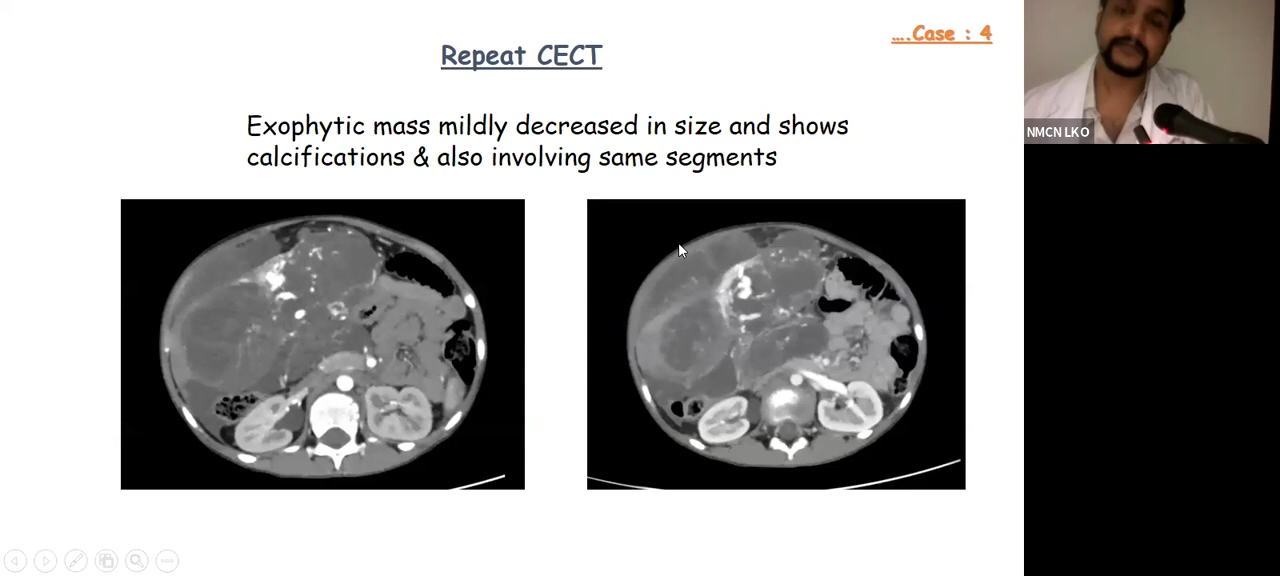 ....Case : 4
Repeat CECT
Exophytic mass mildly decreased in size and shows
calcifications & also involving same segments
NMCN LKO